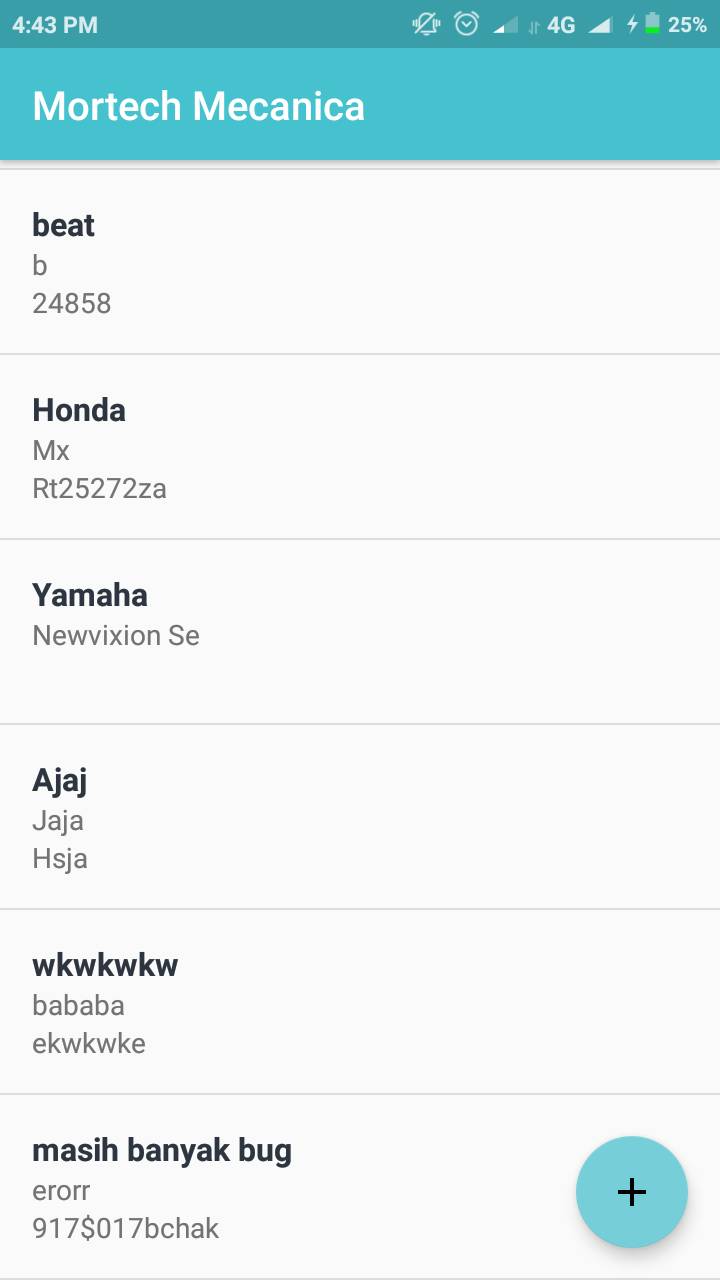 4:43 PM 4G 25%
Mortech Mecanica
beat
b
24858
Honda
Mx
Rt25272za
Yamaha
Newvixion Se
Ajaj
Jaja
Hsja
wkwkwkw
bababa
ekwkwke
masih banyak bug
erorr
917$017bchak